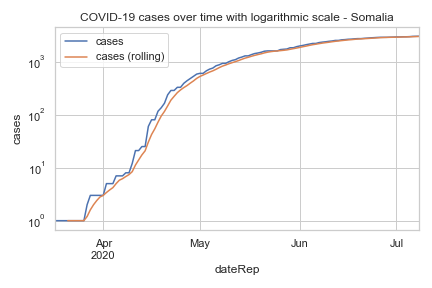 COVID-19 cases over time with logarithmic scale - Somalia
cases
cases (rolling)
10³
10²
10¹
10⁰
cases
Apr
2020
May
Jun
Jul
dateRep